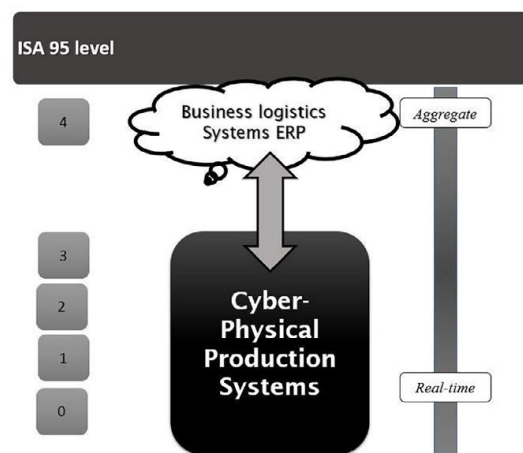 ISA 95 level
4
Business logistics
Systems ERP
Aggregate
3
2
1
0
Cyber-
Physical
Production
Systems
Real-time